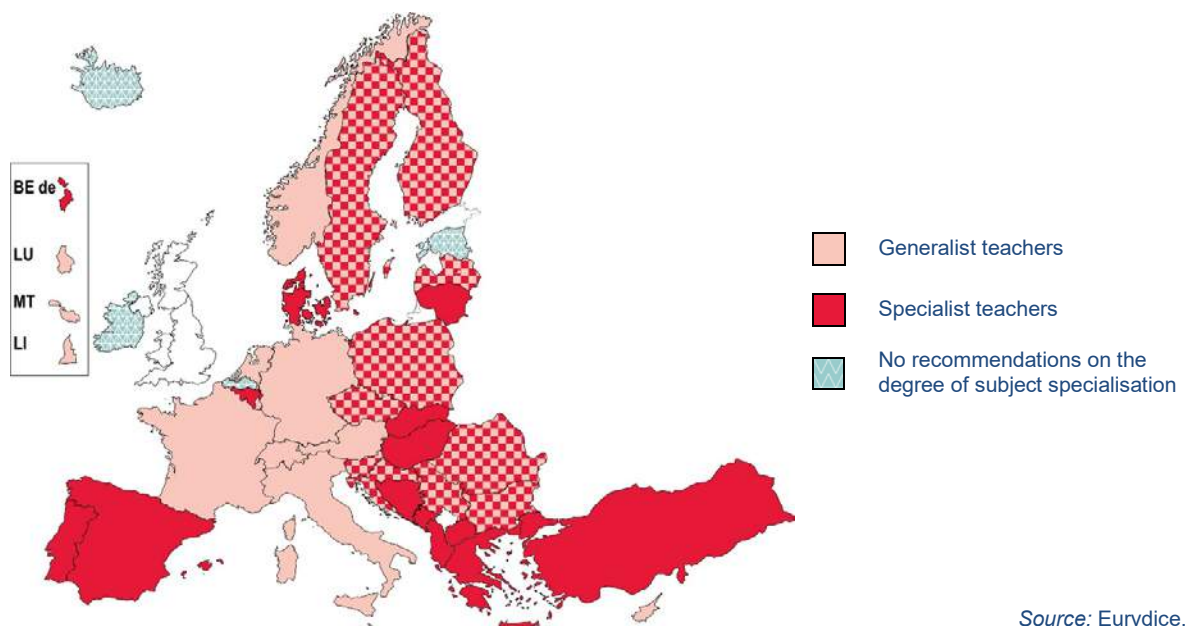 BE de
LU
MT
LI
Generalist teachers
Specialist teachers
No recommendations on the
degree of subject specialisation
Source: Eurydice.